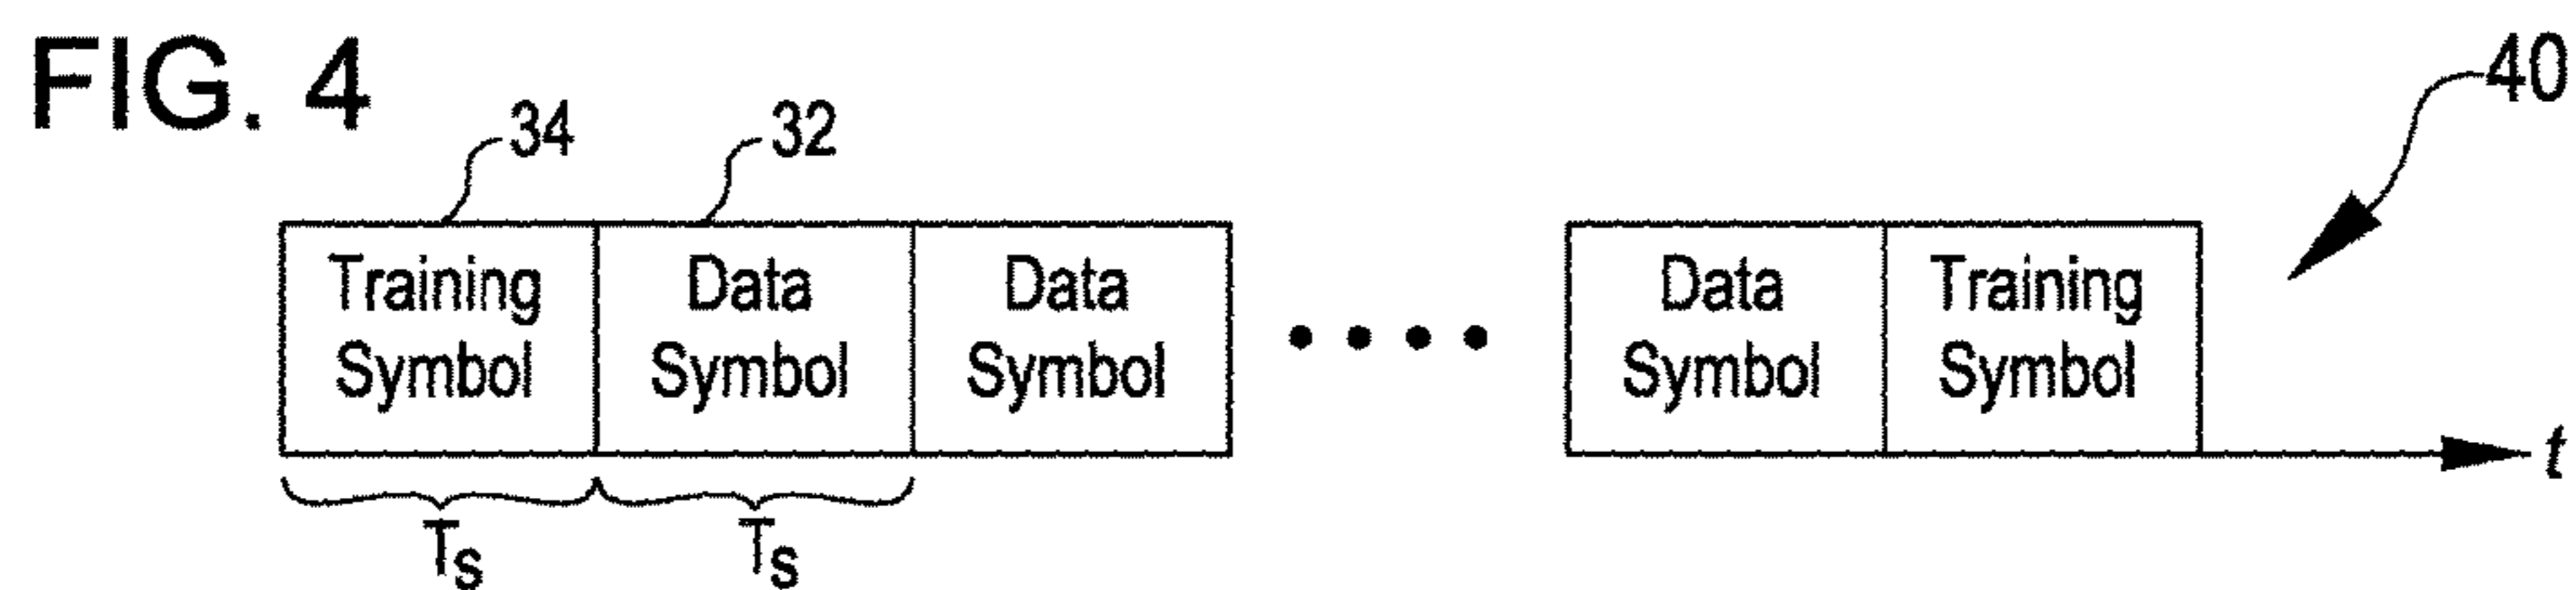 FIG. 4
34
32
40
Training Symbol
Data Symbol
Data Symbol
Data Symbol
Training Symbol
t
Ts
Ts